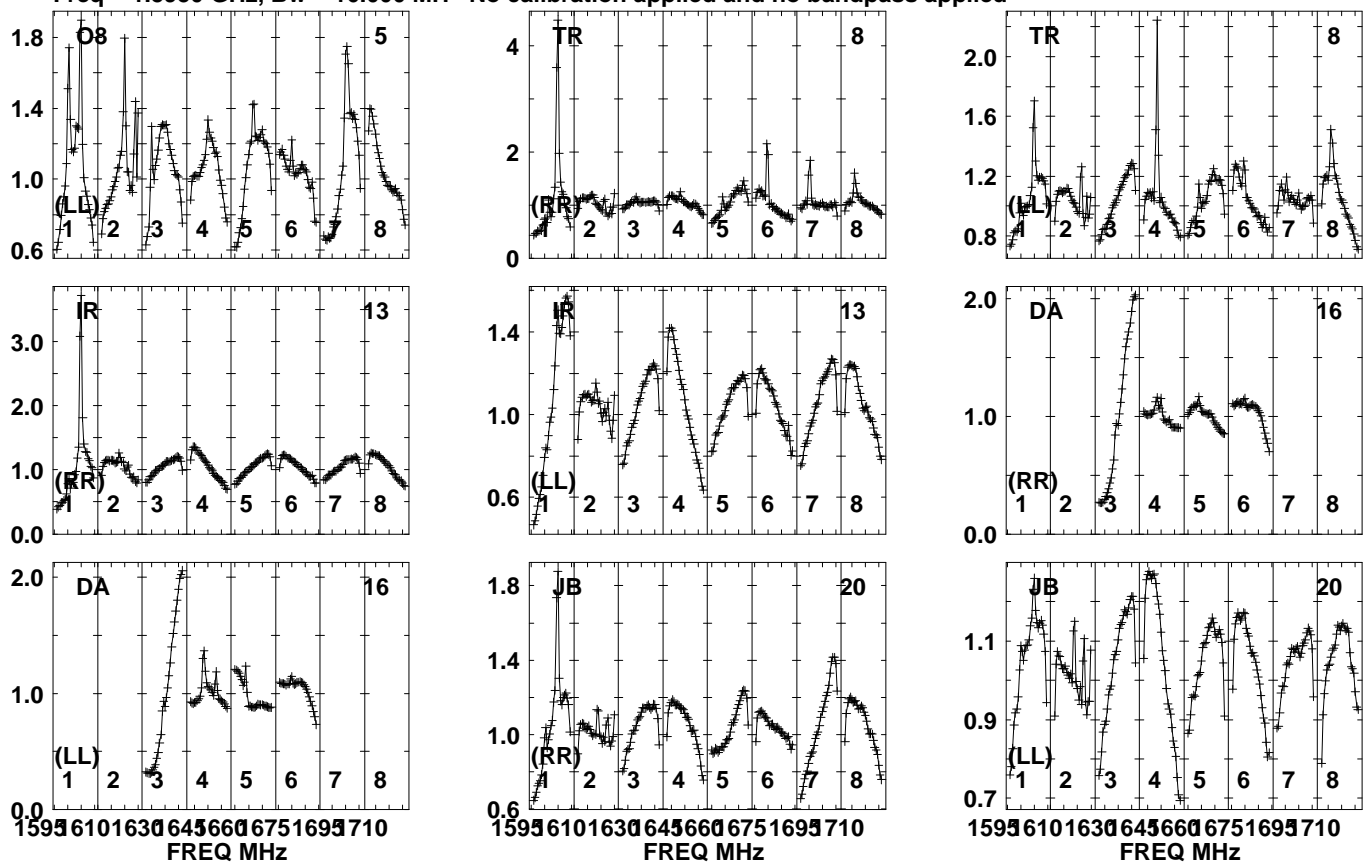 No calibration applied and no bandpass applied
1.8 O8 5
1.4
1.0
(LL)
1 2 3 4 5 6 7 8
0.6
TR 8
4
2
(RR)
1 2 3 4 5 6 7 8
0
TR 8
2.0
1.6
1.2
(LL)
0.8 1 2 3 4 5 6 7 8
IR 13
3.0
2.0
1.0
(RR)
1 2 3 4 5 6 7 8
0.0
IR 13
1.4
1.0
(LL)
0.6 1 2 3 4 5 6 7 8
2.0 DA 16
1.0
(RR)
1 2 3 4 5 6 7 8
0.0
2.0 DA 16
1.0
(LL)
1 2 3 4 5 6 7 8
0.0
1595 1610 1630 1645 1660 1675 1695 1710
FREQ MHz
1.8 JB 20
1.4
1.0
(RR)
1 2 3 4 5 6 7 8
0.6
1595 1610 1630 1645 1660 1675 1695 1710
FREQ MHz
JB 20
1.1
0.9
(LL)
1 2 3 4 5 6 7 8
0.7
1595 1610 1630 1645 1660 1675 1695 1710
FREQ MHz